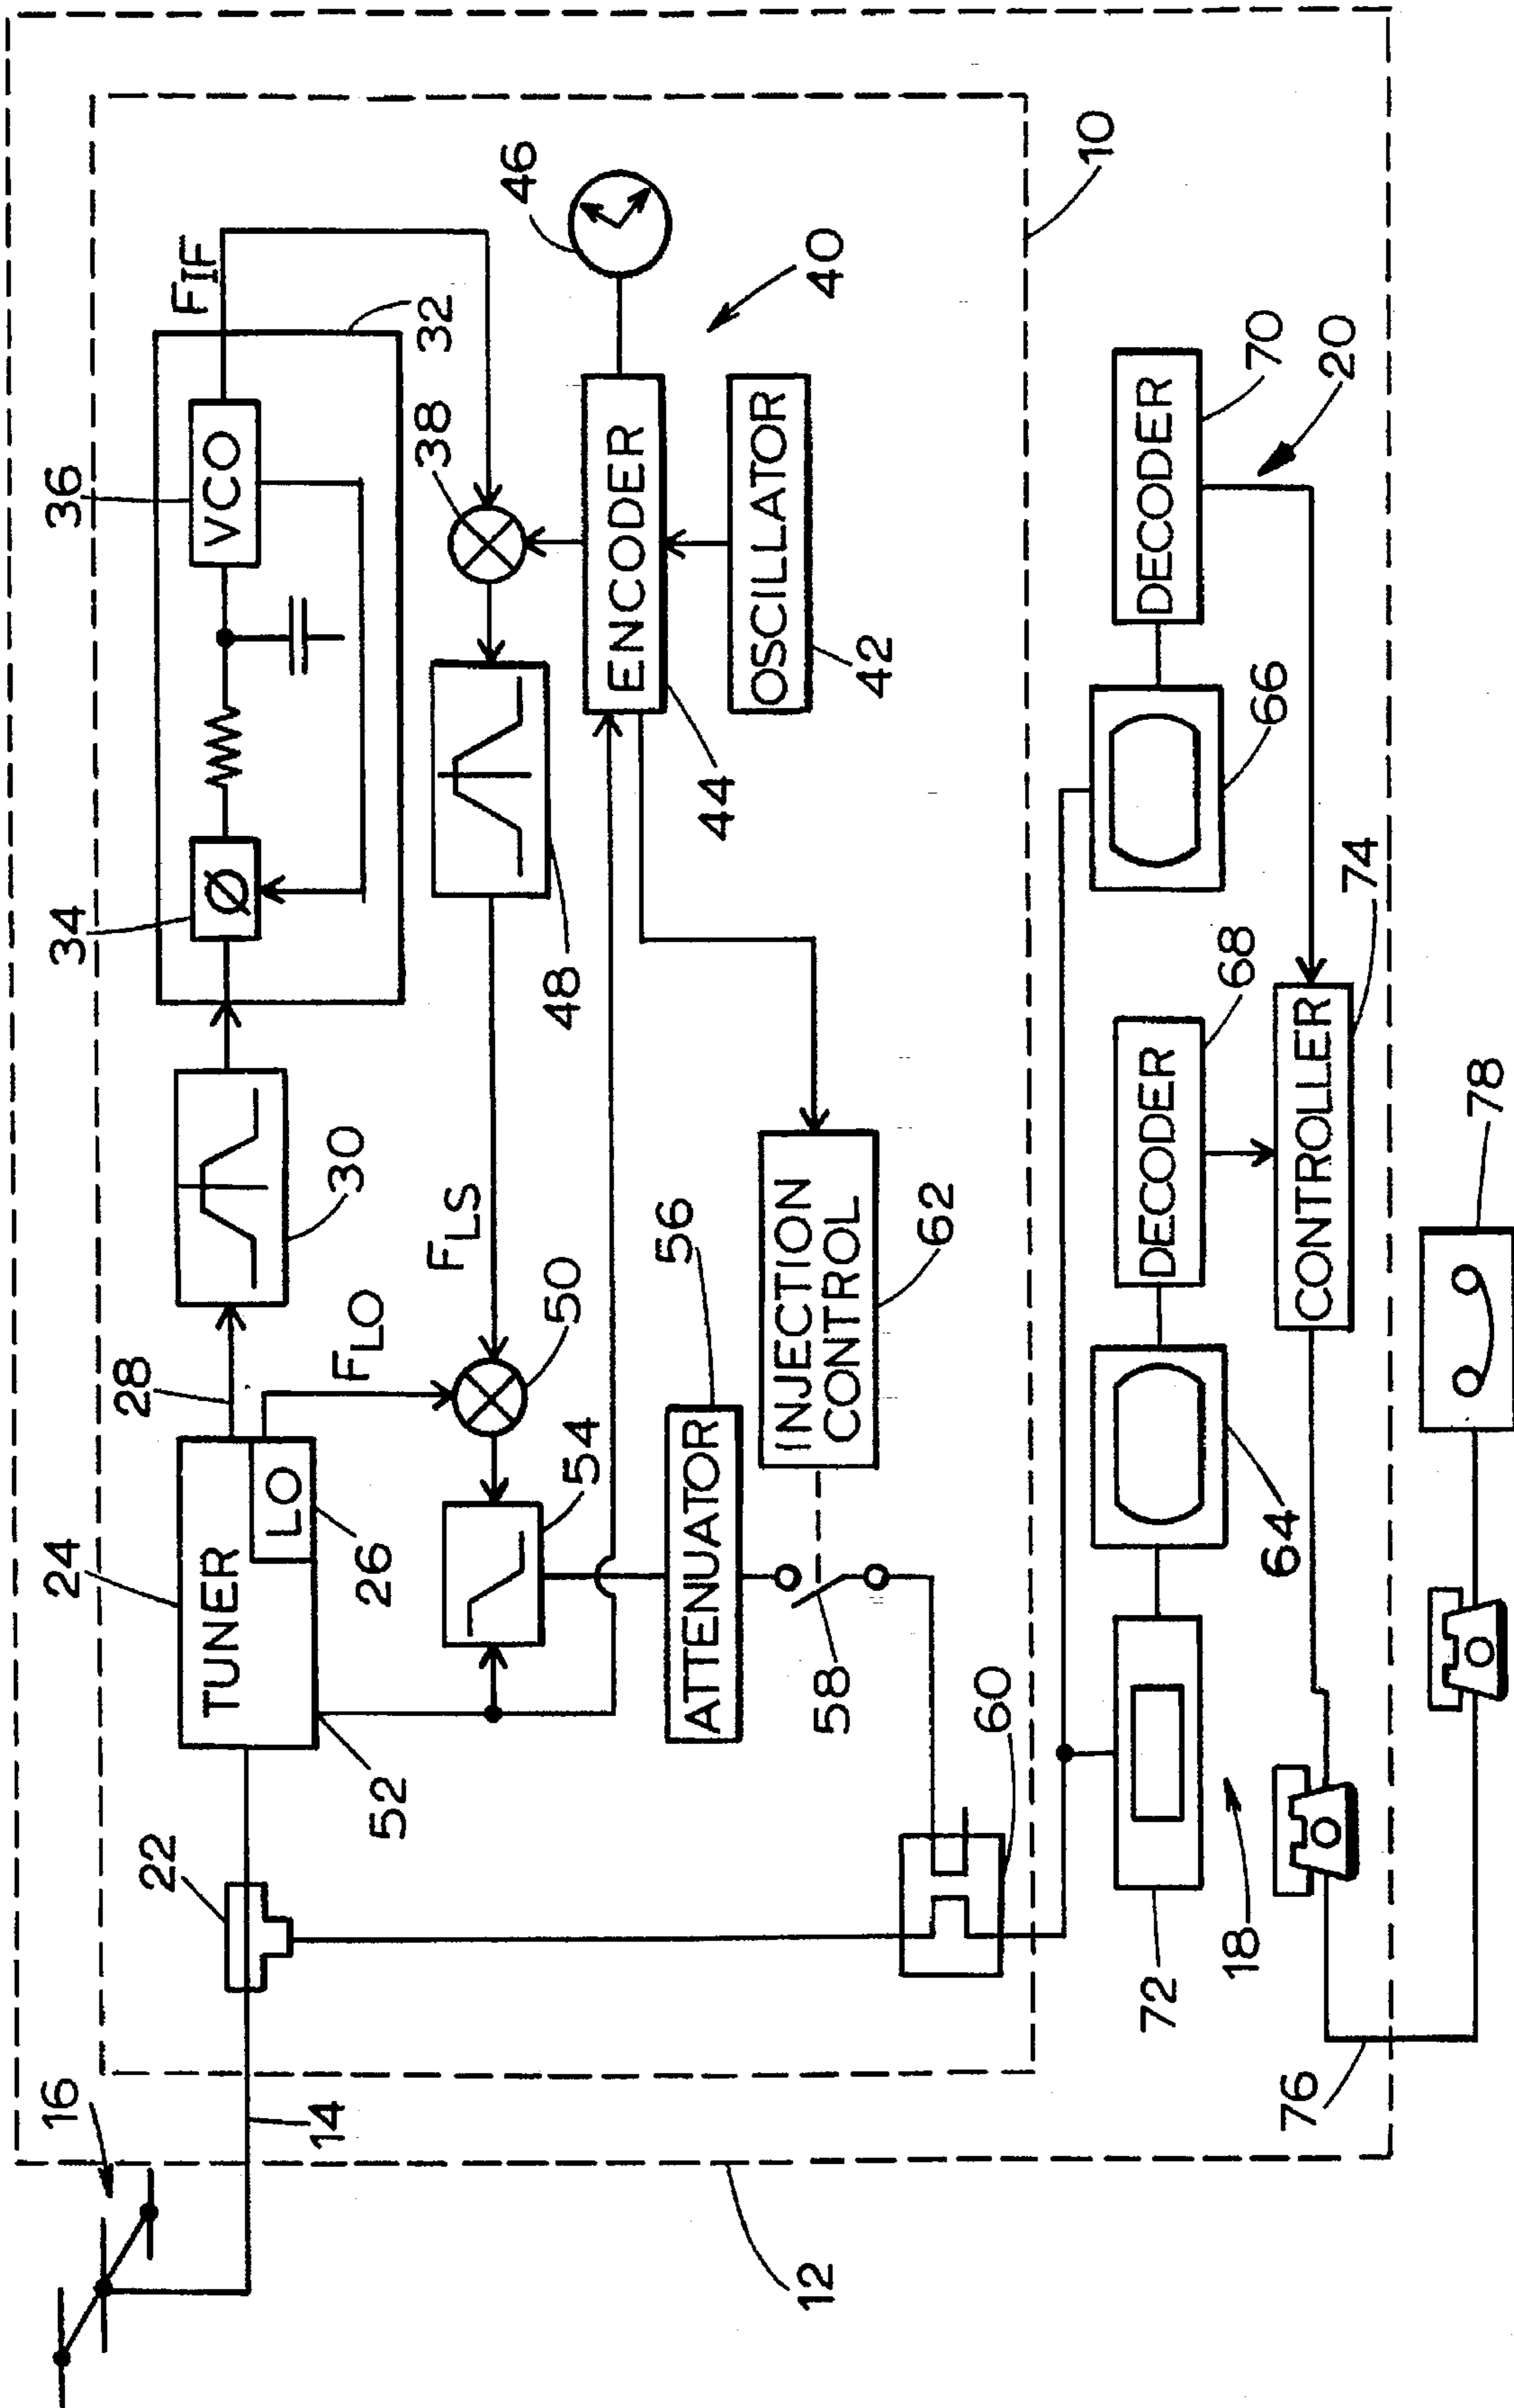 16
14
12
22
24
TUNER
LO
26
52
28
F_LO
30
34
Ø
36
VCO
F_IF
32
38
46
40
48
F_LS
50
54
56
ATTENUATOR
58
60
44
ENCODER
OSCILLATOR
42
INJECTION
CONTROL
62
10
72
18
64
DECODER
68
66
DECODER
70
20
CONTROLLER
74
76
78